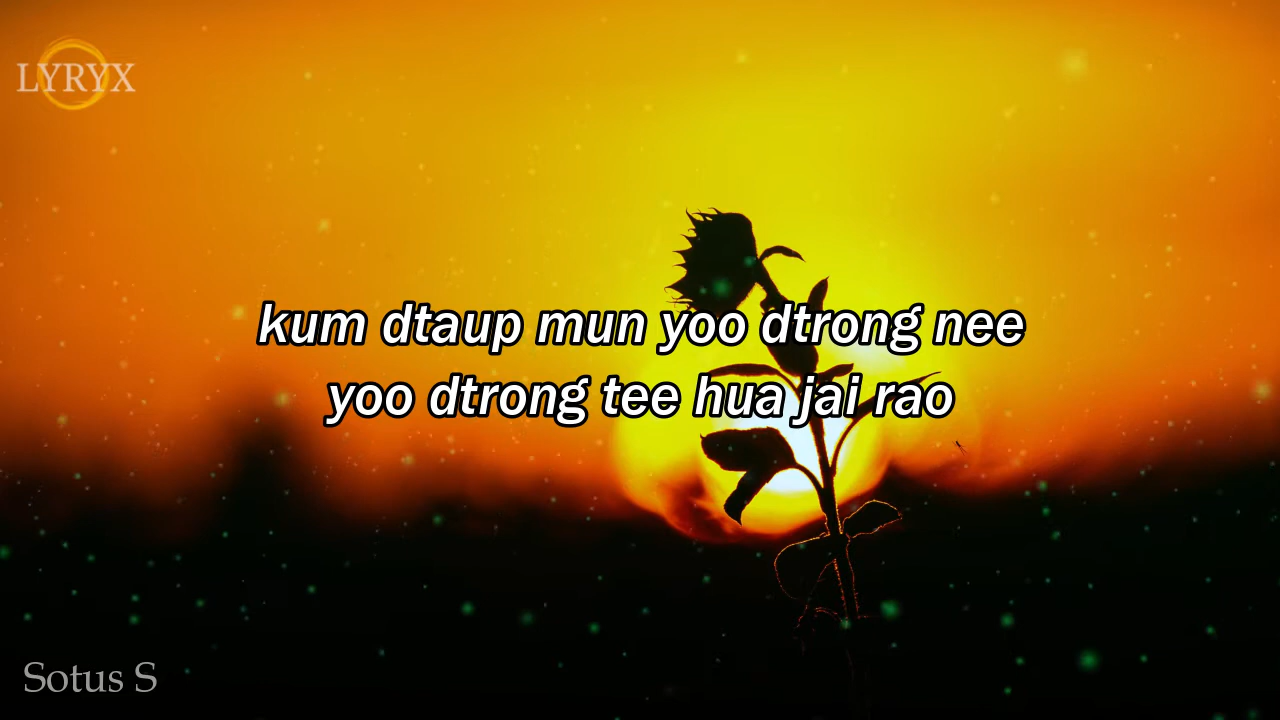 LYRYX
kum dtaup mun yoo dtrong nee
yoo dtrong tee hua jai rao
Sotus S